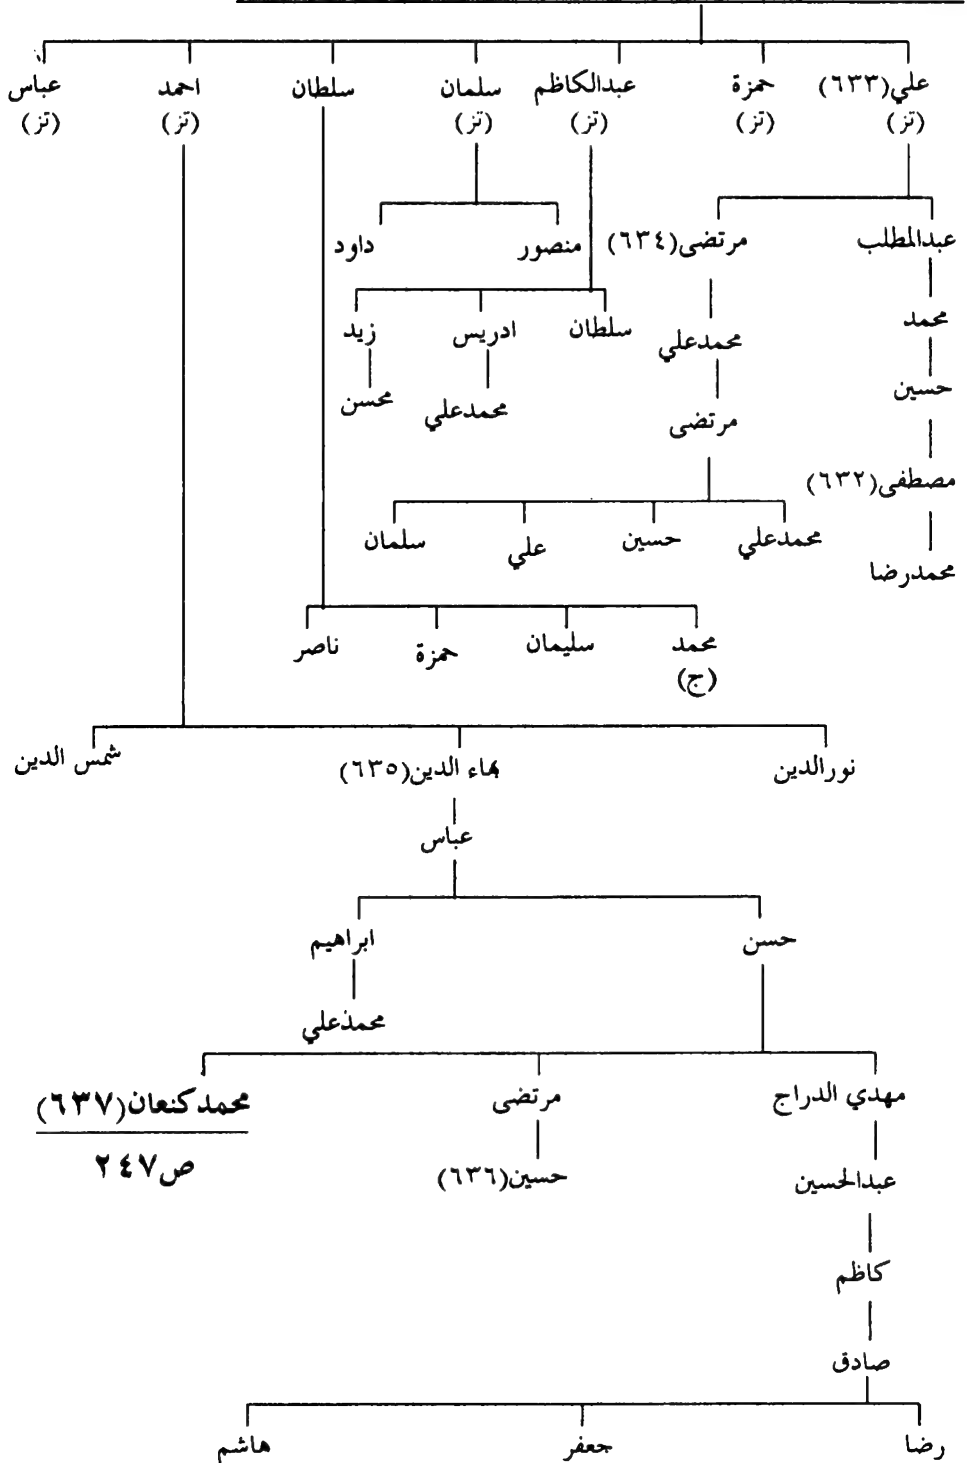 علي(٦٣٣) حمزة عبدالكاظم سلمان سلطان احمد عباس
(تز) (تز) (تز) (تز) (تز) (تز)
عبدالمطلب مرتضى(٦٣٤) منصور داود
محمد محمدعلي سلطان ادريس زيد
حسين مرتضى محمدعلي محسن
مصطفى(٦٣٢)
محمدعلي حسين علي سلمان
محمدرضا
محمد سليمان حمزة ناصر
(ج)
نورالدين بهاء الدين(٦٣٥) شمس الدين
عباس
حسن ابراهيم
محمذعلي
مهدي الدراج مرتضى محمدكنعان(٦٣٧)
عبدالحسين حسين(٦٣٦) ص٢٤٧
كاظم
صادق
رضا جعفر هاشم